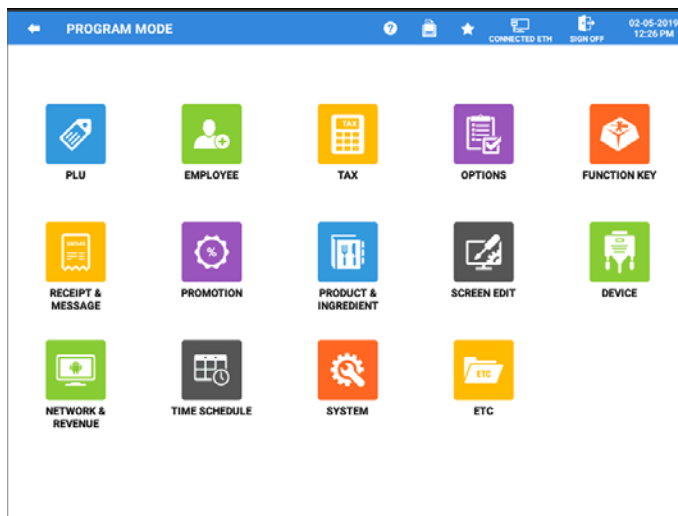 PROGRAM MODE
CONNECTED ETH
SIGN OFF
02-05-2019
12:26 PM
PLU
EMPLOYEE
TAX
TAX
OPTIONS
FUNCTION KEY
RECEIPT &
MESSAGE
%
PROMOTION
PRODUCT &
INGREDIENT
SCREEN EDIT
DEVICE
NETWORK &
REVENUE
TIME SCHEDULE
SYSTEM
ETC
ETC